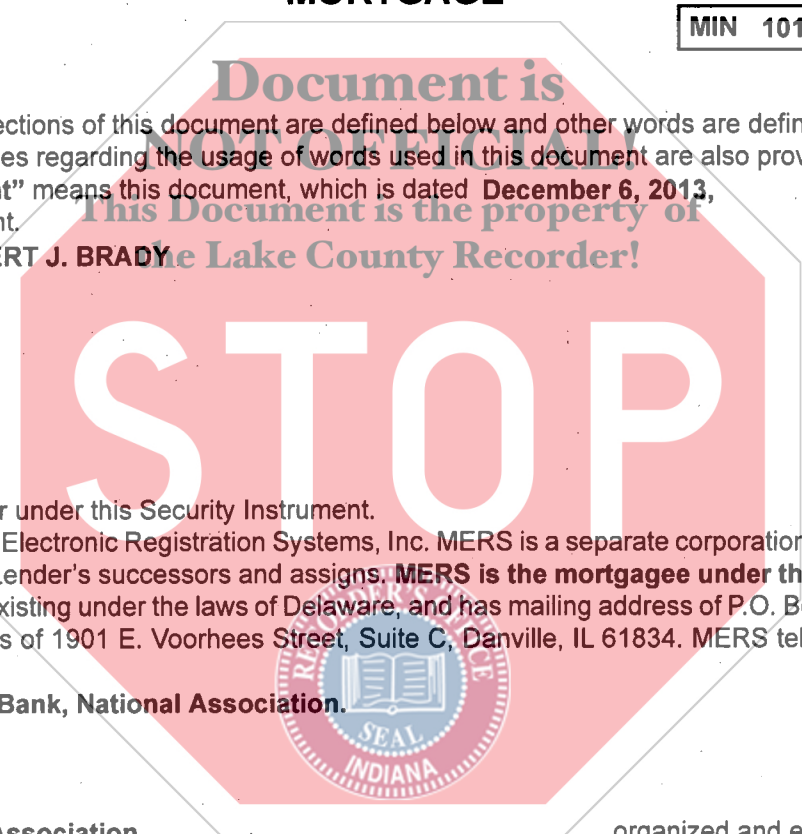 MORTGAGE
MIN 101
Document is
ections of this document are defined below and other words are defin
NOT OFFICIAL!
es regarding the usage of words used in this document are also prov
nt” means this document, which is dated December 6, 2013,
This Document is the property of
nt.
ERT J. BRADY
the Lake County Recorder!
STOP
r under this Security Instrument.
Electronic Registration Systems, Inc. MERS is a separate corporation
Lender's successors and assigns. MERS is the mortgagee under th
xisting under the laws of Delaware, and has mailing address of P.O. B
s of 1901 E. Voorhees Street, Suite C, Danville, IL 61834. MERS tel
RECORDER'S OFFICE
Bank, National Association.
SEAL
INDIANA
Association
organized and e